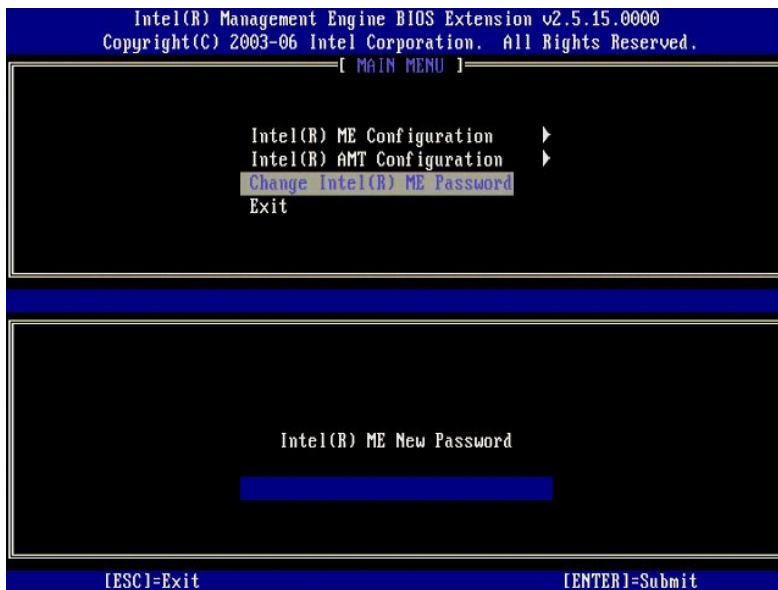 Intel(R) Management Engine BIOS Extension v2.5.15.0000
Copyright(C) 2003-06 Intel Corporation. All Rights Reserved.
[ MAIN MENU ]
Intel(R) ME Configuration
Intel(R) AMT Configuration
Change Intel(R) ME Password
Exit
Intel(R) ME New Password
[ESC]=Exit [ENTER]=Submit